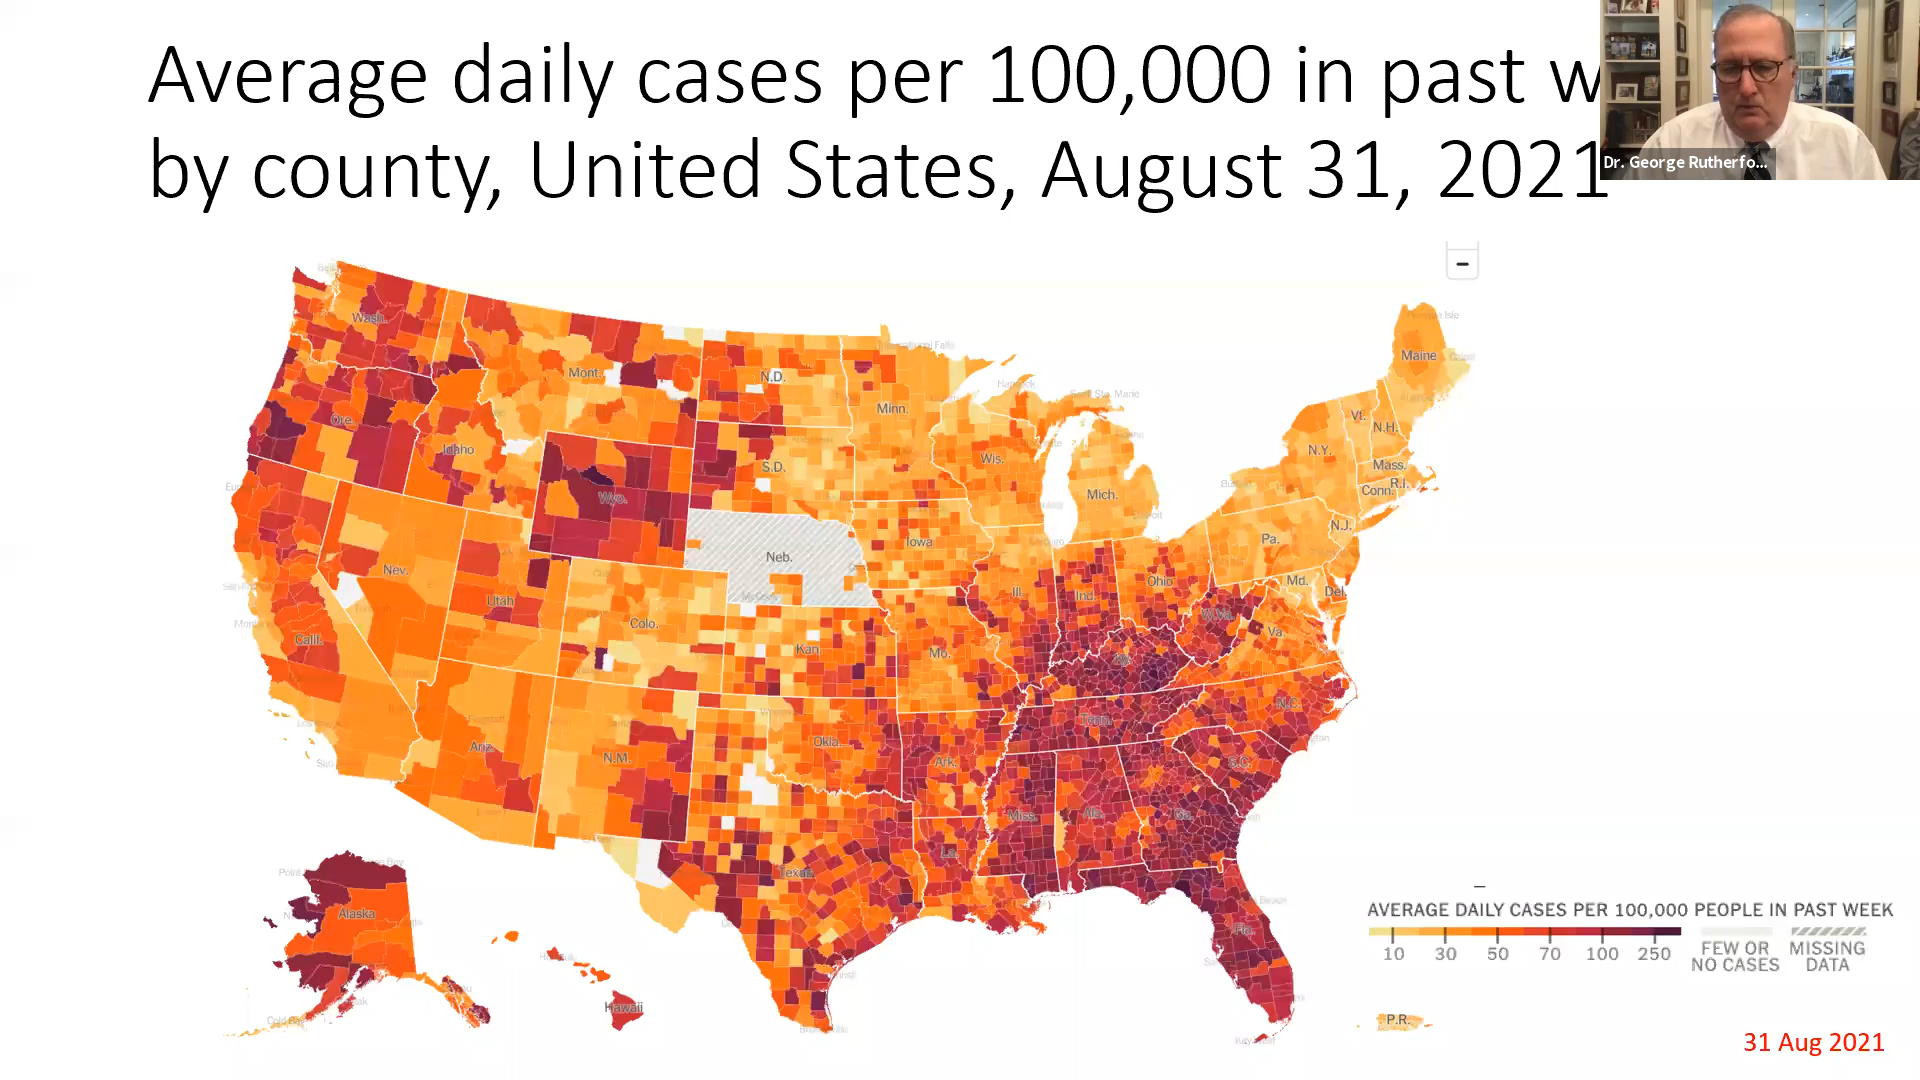 Average daily cases per 100,000 in past w
by county, United States, August 31, 2021
Dr. George Rutherfo...
Wash.
Mont.
N.D.
Minn.
Maine
Ore.
Idaho
S.D.
Wis.
Vt.
N.H.
N.Y.
Mass.
Conn.
R.I.
Wyo.
Mich.
Neb.
Iowa
Pa.
N.J.
Nev.
Utah
Colo.
Ill.
Ind.
Ohio
Md.
Del.
W.Va.
Va.
Calif.
Kan.
Mo.
Ky.
Ariz.
N.M.
Okla.
Ark.
Tenn.
N.C.
S.C.
Miss.
Ala.
Ga.
Texas
La.
Fla.
Alaska
Hawaii
P.R.
AVERAGE DAILY CASES PER 100,000 PEOPLE IN PAST WEEK
10 30 50 70 100 250
FEW OR NO CASES
MISSING DATA
31 Aug 2021